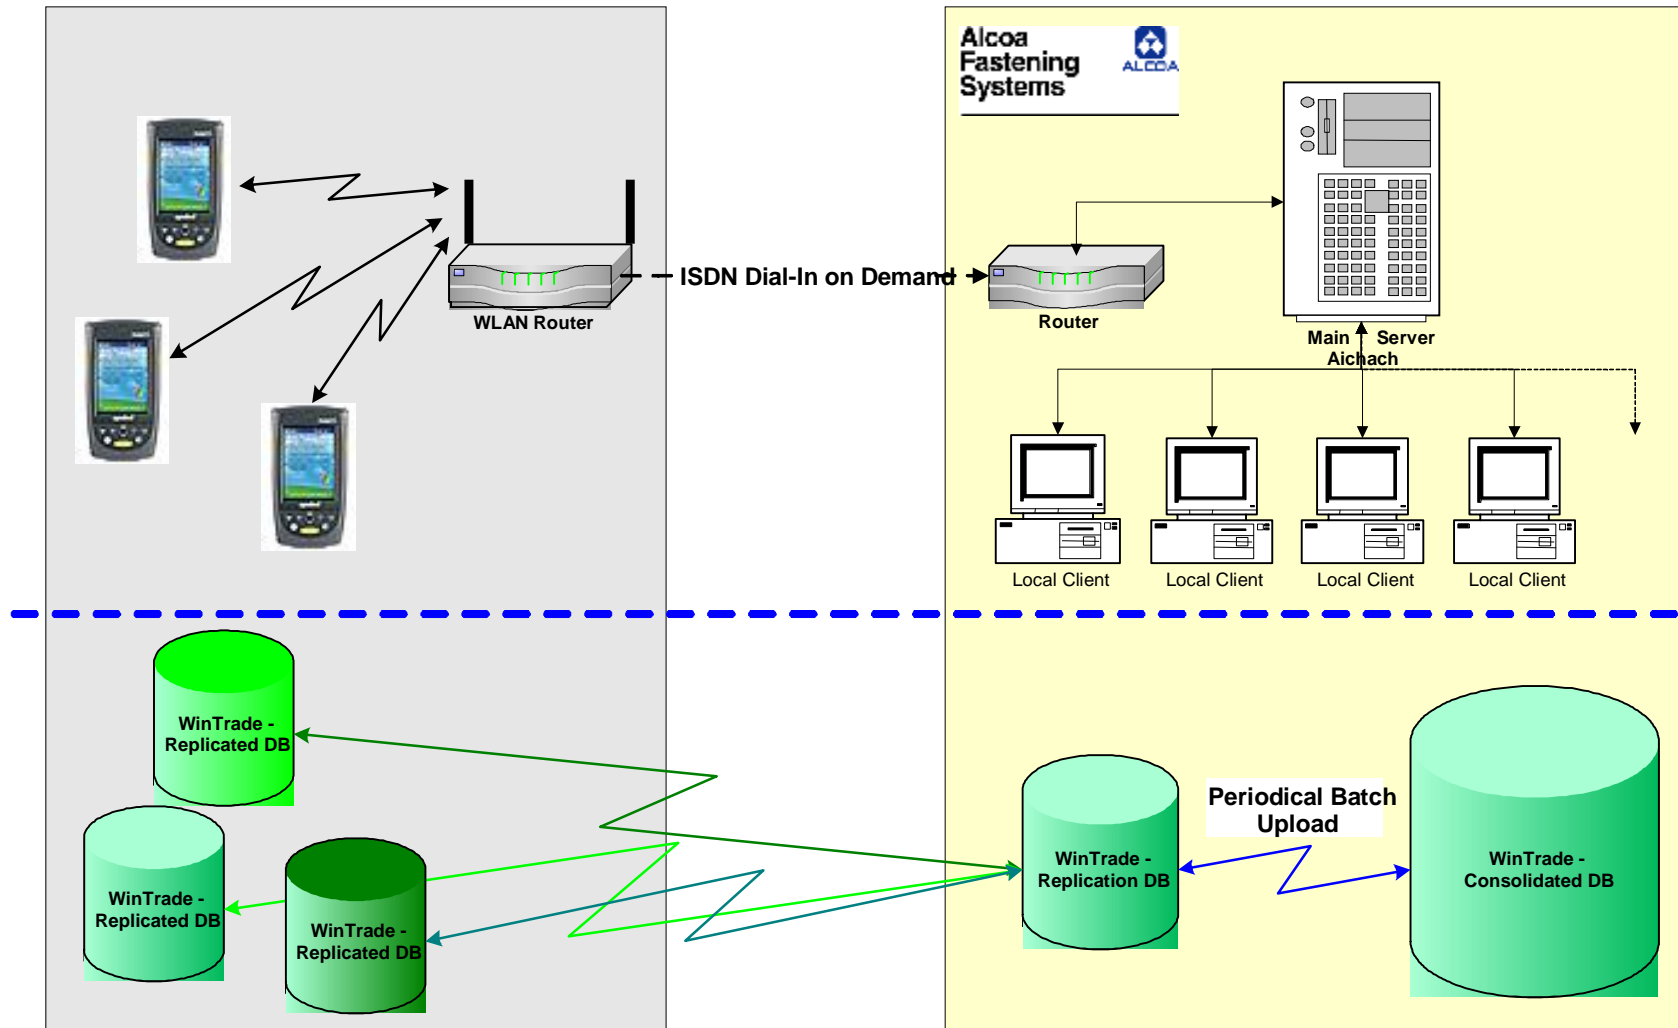 Alcoa
Fastening
Systems
ALCOA
ISDN Dial-In on Demand
WLAN Router
Router
Main Server
Aichach
Local Client
Local Client
Local Client
Local Client
WinTrade -
Replicated DB
WinTrade -
Replicated DB
WinTrade -
Replicated DB
WinTrade -
Replication DB
Periodical Batch
Upload
WinTrade -
Consolidated DB